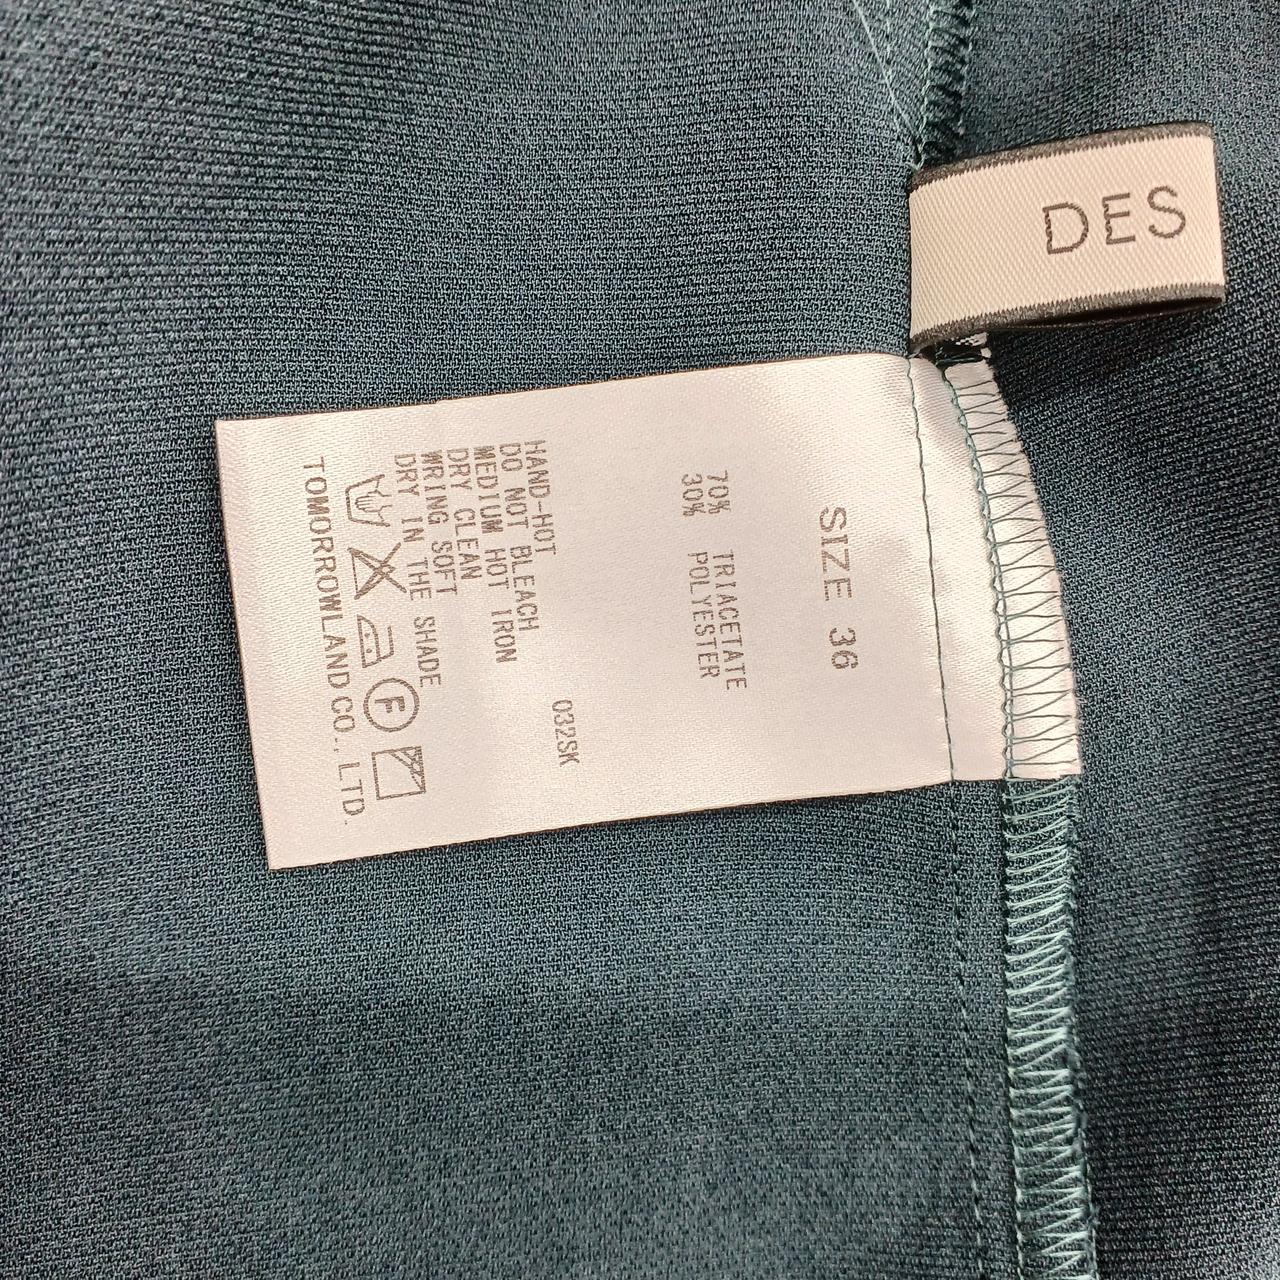 DES
SIZE 36
70% TRIACETATE
30% POLYESTER
032SK
HAND-HOT
DO NOT BLEACH
MEDIUM HOT IRON
DRY CLEAN
WRING SOFT
DRY IN THE SHADE
F
TOMORROWLAND CO., LTD.